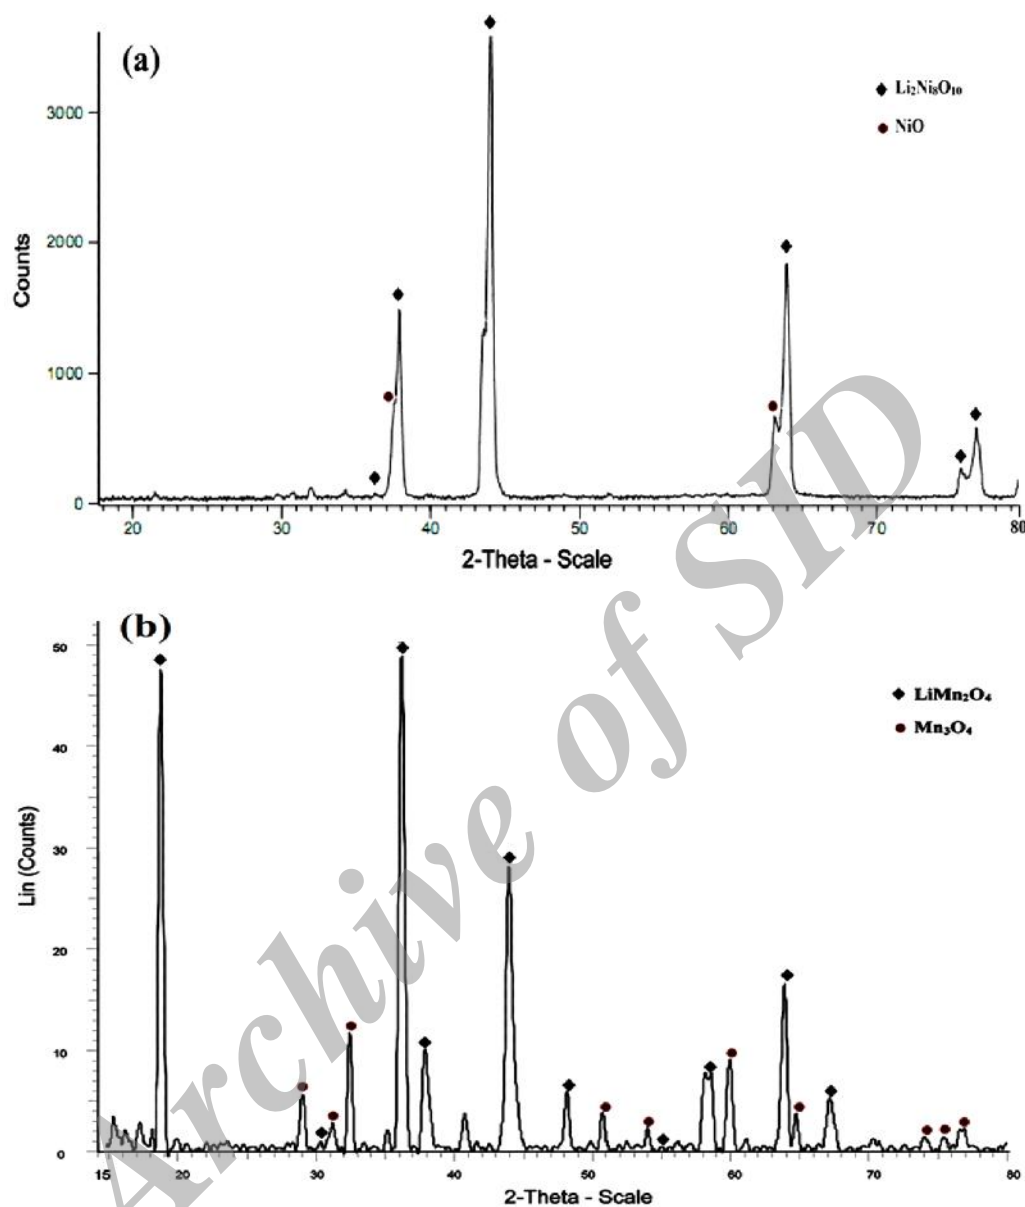 (a)
◆ Li₂Ni₈O₁₀
● NiO
Counts
3000
2000
1000
0
20 30 40 50 60 70 80
2-Theta - Scale
(b)
◆ LiMn₂O₄
● Mn₃O₄
Lin (Counts)
50
40
30
20
10
0
15 20 30 40 50 60 70 80
2-Theta - Scale
Archive of SID